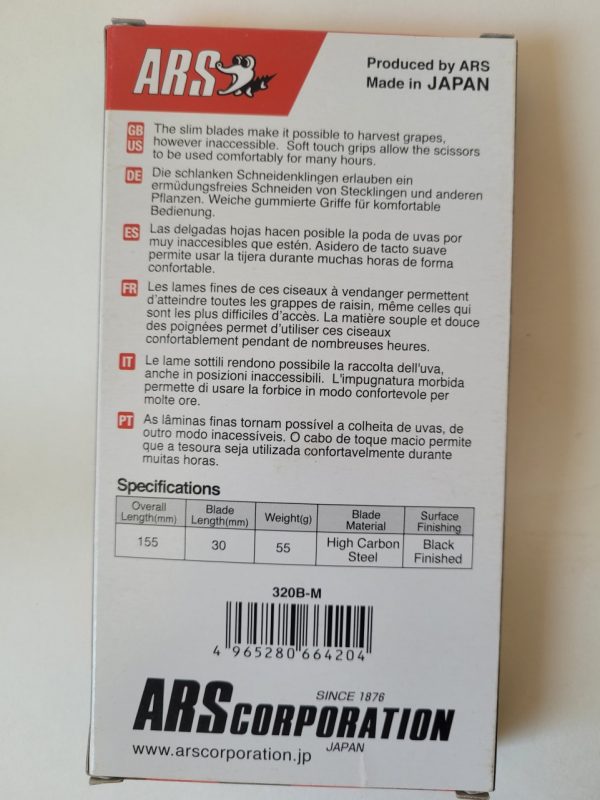 ARS
Produced by ARS
Made in JAPAN
GB
US
The slim blades make it possible to harvest grapes,
however inaccessible. Soft touch grips allow the scissors
to be used comfortably for many hours.
DE
Die schlanken Schneidenklingen erlauben ein
ermüdungsfreies Schneiden von Stecklingen und anderen
Pflanzen. Weiche gummierte Griffe für komfortable
Bedienung.
ES
Las delgadas hojas hacen posible la poda de uvas por
muy inaccesibles que estén. Asidero de tacto suave
permite usar la tijera durante muchas horas de forma
confortable.
FR
Les lames fines de ces ciseaux à vendanger permettent
d'atteindre toutes les grappes de raisin, même celles qui
sont les plus difficiles d'accès. La matière souple et douce
des poignées permet d'utiliser ces ciseaux
confortablement pendant de nombreuses heures.
IT
Le lame sottili rendono possibile la raccolta dell'uva,
anche in posizioni inaccessibili. L'impugnatura morbida
permette di usare la forbice in modo confortevole per
molte ore.
PT
As lâminas finas tornam possível a colheita de uvas, de
outro modo inacessíveis. O cabo de toque macio permite
que a tesoura seja utilizada confortavelmente durante
muitas horas.
Specifications
Overall Length(mm) Blade Length(mm) Weight(g) Blade Material Surface Finishing
155 30 55 High Carbon Steel Black Finished
320B-M
4 965280 664204
SINCE 1876
ARS CORPORATION
JAPAN
www.arscorporation.jp